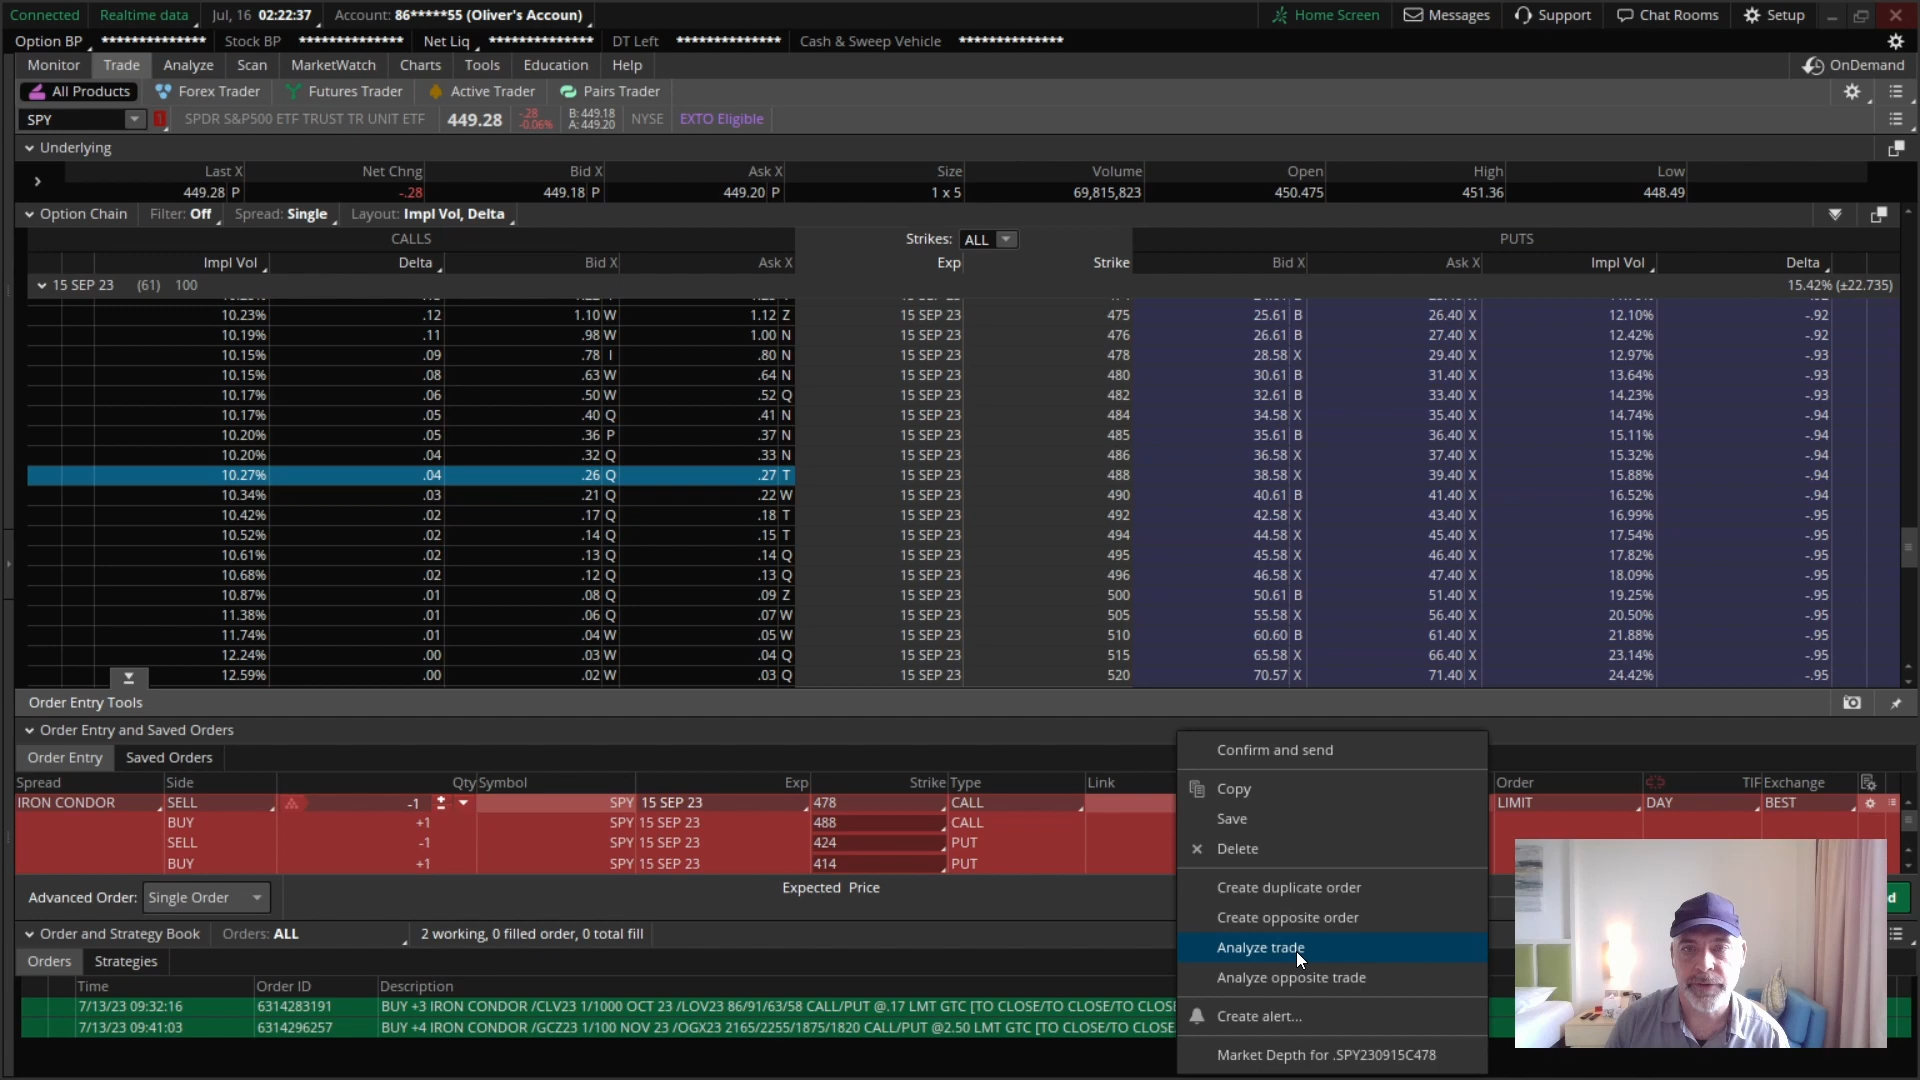 Connected Realtime data Jul, 16 02:22:37 Account: 86*****55 (Oliver's Accoun) Home Screen Messages Support Chat Rooms Setup
Option BP ************** Stock BP ************** Net Liq ************** DT Left ************** Cash & Sweep Vehicle **************
Monitor Trade Analyze Scan MarketWatch Charts Tools Education Help OnDemand
All Products Forex Trader Futures Trader Active Trader Pairs Trader
SPY 1 SPDR S&P500 ETF TRUST TR UNIT ETF 449.28 -.28 -0.06% B: 449.18 A: 449.20 NYSE EXTO Eligible
Underlying
Last X Net Chng Bid X Ask X Size Volume Open High Low
449.28 P -.28 449.18 P 449.20 P 1 x 5 69,815,823 450.475 451.36 448.49
Option Chain Filter: Off Spread: Single Layout: Impl Vol, Delta
CALLS Strikes: ALL PUTS
Impl Vol Delta Bid X Ask X Exp Strike Bid X Ask X Impl Vol Delta
15 SEP 23 (61) 100 15.42% (±22.735)
10.23% .12 1.10 W 1.12 Z 15 SEP 23 475 25.61 B 26.40 X 12.10% -.92
10.19% .11 .98 W 1.00 N 15 SEP 23 476 26.61 B 27.40 X 12.42% -.92
10.15% .09 .78 I .80 N 15 SEP 23 478 28.58 X 29.40 X 12.97% -.93
10.15% .08 .63 W .64 N 15 SEP 23 480 30.61 B 31.40 X 13.64% -.93
10.17% .06 .50 W .52 Q 15 SEP 23 482 32.61 B 33.40 X 14.23% -.93
10.17% .05 .40 Q .41 N 15 SEP 23 484 34.58 X 35.40 X 14.74% -.94
10.20% .05 .36 P .37 N 15 SEP 23 485 35.61 B 36.40 X 15.11% -.94
10.20% .04 .32 Q .33 N 15 SEP 23 486 36.58 X 37.40 X 15.32% -.94
10.27% .04 .26 Q .27 T 15 SEP 23 488 38.58 X 39.40 X 15.88% -.94
10.34% .03 .21 Q .22 W 15 SEP 23 490 40.61 B 41.40 X 16.52% -.94
10.42% .02 .17 Q .18 T 15 SEP 23 492 42.58 X 43.40 X 16.99% -.95
10.52% .02 .14 Q .15 T 15 SEP 23 494 44.58 X 45.40 X 17.54% -.95
10.61% .02 .13 Q .14 Q 15 SEP 23 495 45.58 X 46.40 X 17.82% -.95
10.68% .02 .12 Q .13 Q 15 SEP 23 496 46.58 X 47.40 X 18.09% -.95
10.87% .01 .08 Q .09 Z 15 SEP 23 500 50.61 B 51.40 X 19.25% -.95
11.38% .01 .06 Q .07 W 15 SEP 23 505 55.58 X 56.40 X 20.50% -.95
11.74% .01 .04 W .05 W 15 SEP 23 510 60.60 B 61.40 X 21.88% -.95
12.24% .00 .03 W .04 Q 15 SEP 23 515 65.58 X 66.40 X 23.14% -.95
12.59% .00 .02 W .03 Q 15 SEP 23 520 70.57 X 71.40 X 24.42% -.95
Order Entry Tools
Order Entry and Saved Orders
Order Entry Saved Orders
Spread Side Qty Symbol Exp Strike Type Link Order TIF Exchange
IRON CONDOR SELL -1 SPY 15 SEP 23 478 CALL LIMIT DAY BEST
BUY +1 SPY 15 SEP 23 488 CALL
SELL -1 SPY 15 SEP 23 424 PUT
BUY +1 SPY 15 SEP 23 414 PUT
Advanced Order: Single Order Expected Price d
Order and Strategy Book Orders: ALL 2 working, 0 filled order, 0 total fill
Orders Strategies
Time Order ID Description
7/13/23 09:32:16 6314283191 BUY +3 IRON CONDOR /CLV23 1/1000 OCT 23 /LOV23 86/91/63/58 CALL/PUT @.17 LMT GTC [TO CLOSE/TO CLOSE/TO CLOSE
7/13/23 09:41:03 6314296257 BUY +4 IRON CONDOR /GCZ23 1/100 NOV 23 /OGX23 2165/2255/1875/1820 CALL/PUT @2.50 LMT GTC [TO CLOSE/TO CLOSE
Confirm and send
Copy
Save
Delete
Create duplicate order
Create opposite order
Analyze trade
Analyze opposite trade
Create alert...
Market Depth for .SPY230915C478